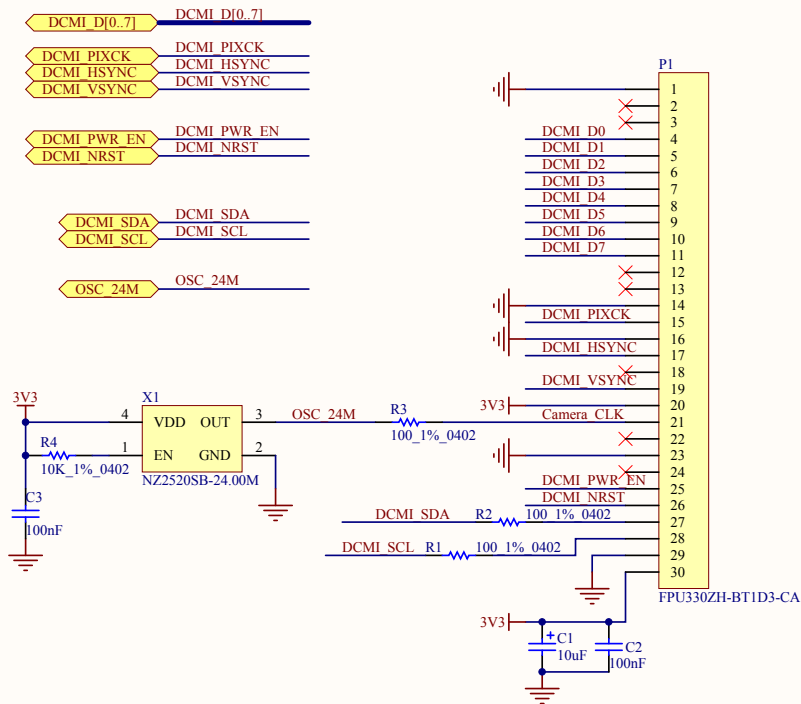 DCMI_D[0..7] DCMI_D[0..7]
DCMI_PIXCK DCMI_PIXCK
DCMI_HSYNC DCMI_HSYNC
DCMI_VSYNC DCMI_VSYNC
DCMI_PWR_EN DCMI_PWR_EN
DCMI_NRST DCMI_NRST
DCMI_SDA DCMI_SDA
DCMI_SCL DCMI_SCL
OSC_24M OSC_24M
P1
1
2
3
DCMI_D0 4
DCMI_D1 5
DCMI_D2 6
DCMI_D3 7
DCMI_D4 8
DCMI_D5 9
DCMI_D6 10
DCMI_D7 11
12
13
14
DCMI_PIXCK 15
16
DCMI_HSYNC 17
18
DCMI_VSYNC 19
3V3 20
Camera_CLK 21
22
23
24
DCMI_PWR_EN 25
DCMI_NRST 26
DCMI_SDA R2 100_1%_0402 27
28
DCMI_SCL R1 100_1%_0402 29
30
FPU330ZH-BT1D3-CA
3V3 X1
4 VDD OUT 3 OSC_24M R3
100_1%_0402
R4 1 EN GND 2
10K_1%_0402
NZ2520SB-24.00M
C3
100nF
3V3
+ C1 C2
10uF 100nF